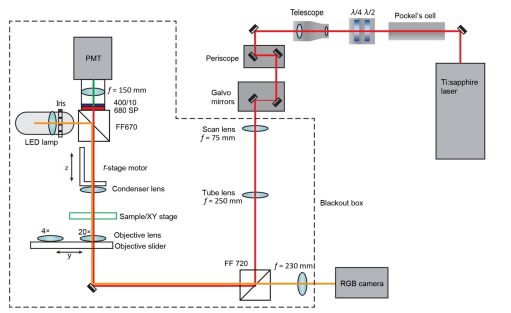 Telescope
λ/4 λ/2
Pockel's cell
Periscope
Ti:sapphire
laser
Galvo
mirrors
PMT
f = 150 mm
400/10
680 SP
Iris
FF670
LED lamp
Scan lens
f = 75 mm
z
f-stage motor
Condenser lens
Tube lens
f = 250 mm
Blackout box
Sample/XY stage
4×
20×
Objective lens
Objective slider
y
FF 720
f = 230 mm
RGB camera